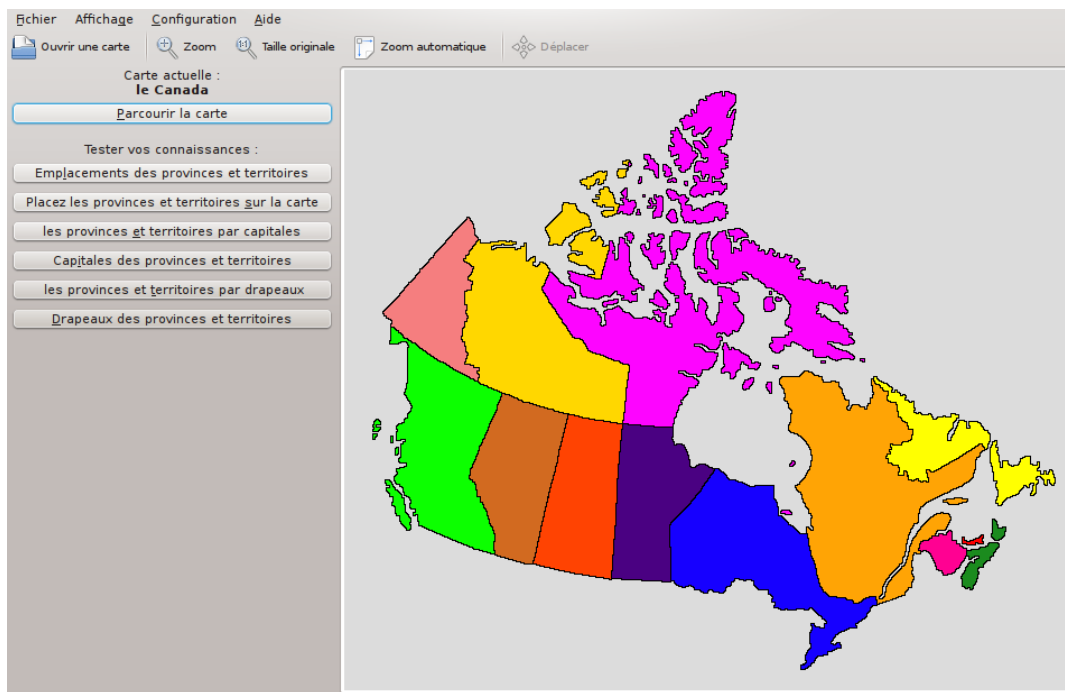 Fichier Affichage Configuration Aide
Ouvrir une carte Zoom Taille originale Zoom automatique Déplacer
Carte actuelle :
le Canada
Parcourir la carte
Tester vos connaissances :
Emplacements des provinces et territoires
Placez les provinces et territoires sur la carte
les provinces et territoires par capitales
Capitales des provinces et territoires
les provinces et territoires par drapeaux
Drapeaux des provinces et territoires